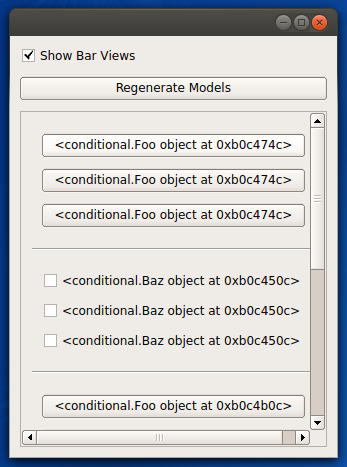 Show Bar Views
Regenerate Models
<conditional.Foo object at 0xb0c474c>
<conditional.Foo object at 0xb0c474c>
<conditional.Foo object at 0xb0c474c>
<conditional.Baz object at 0xb0c450c>
<conditional.Baz object at 0xb0c450c>
<conditional.Baz object at 0xb0c450c>
<conditional.Foo object at 0xb0c4b0c>